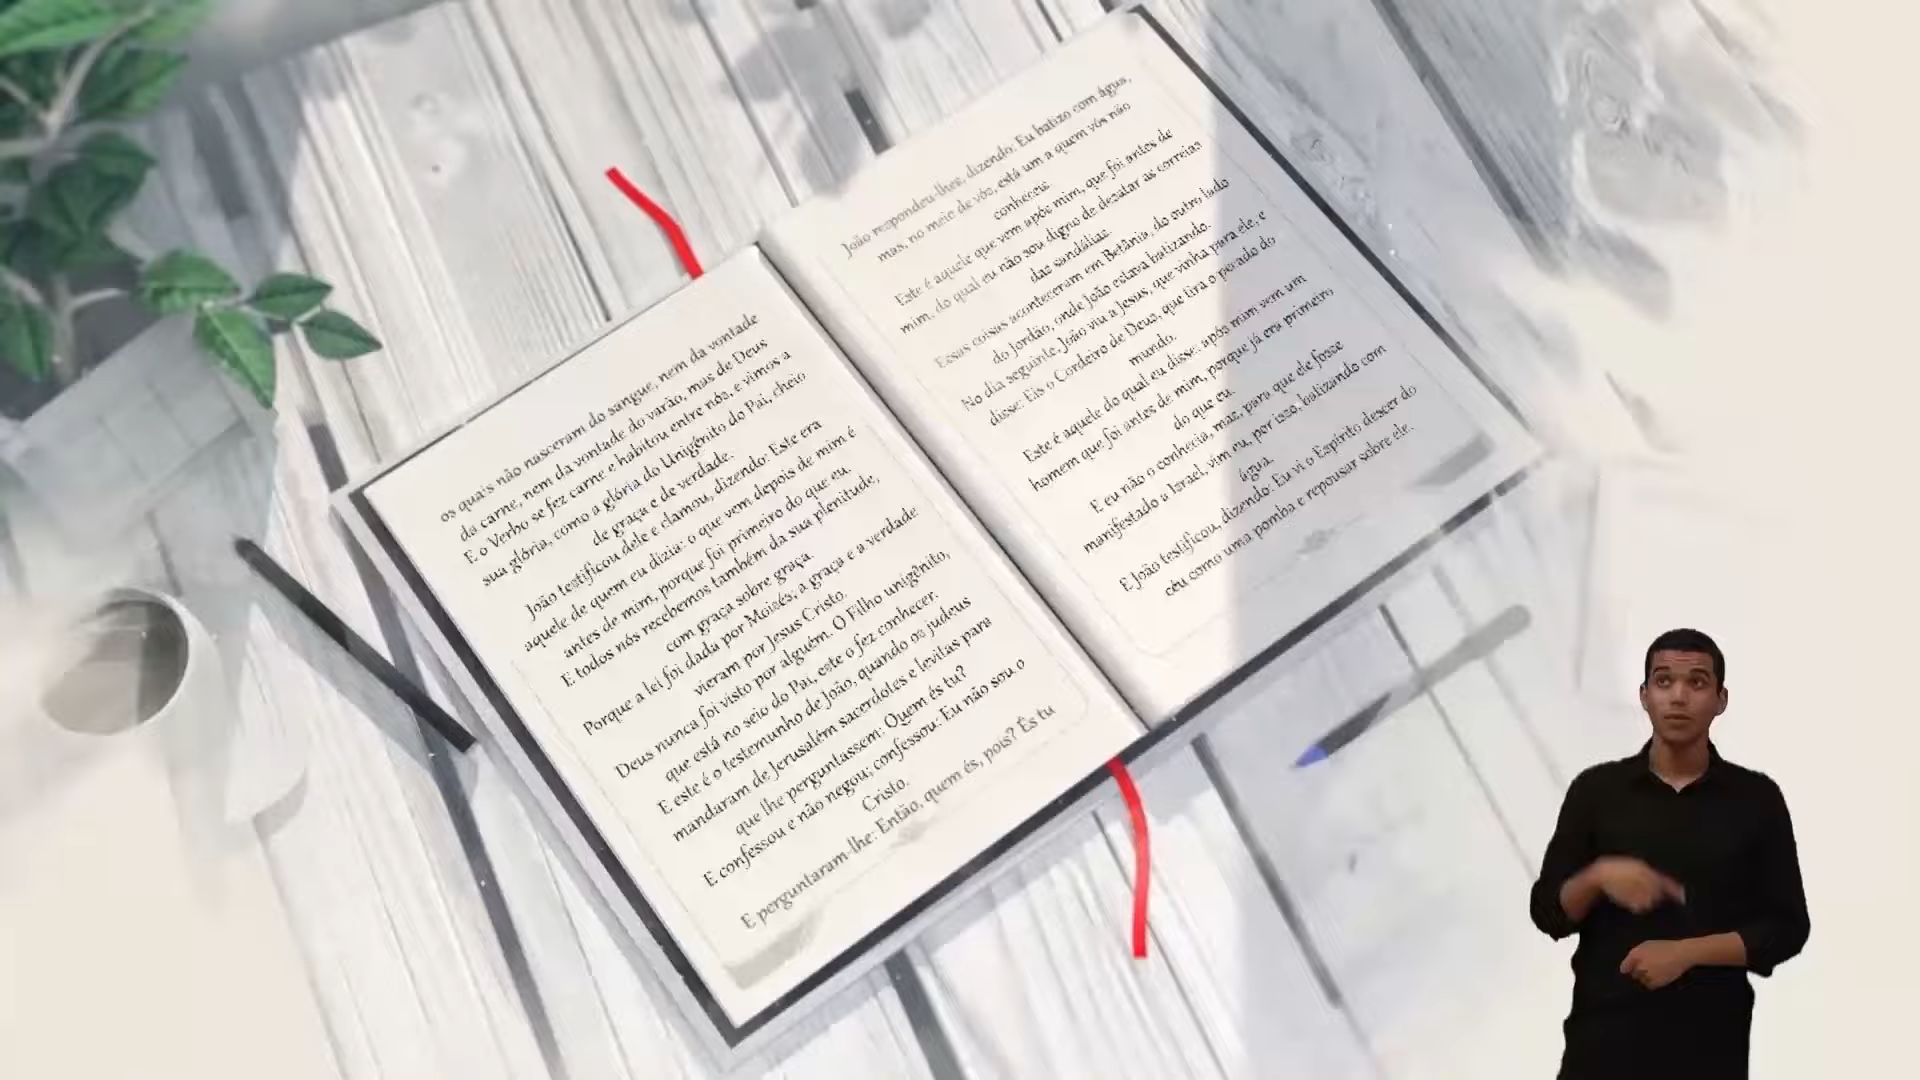 os quais não nasceram do sangue, nem da vontade
da carne, nem da vontade do varão, mas de Deus
E o Verbo se fez carne e habitou entre nós, e vimos a
sua glória, como a glória do Unigênito do Pai, cheio
de graça e de verdade.
João testificou dele e clamou, dizendo: Este era
aquele de quem eu dizia: o que vem depois de mim é
antes de mim, porque foi primeiro do que eu.
E todos nós recebemos também da sua plenitude,
com graça sobre graça.
Porque a lei foi dada por Moisés; a graça e a verdade
vieram por Jesus Cristo.
Deus nunca foi visto por alguém. O Filho unigênito,
que está no seio do Pai, este o fez conhecer.
E este é o testemunho de João, quando os judeus
mandaram de Jerusalém sacerdotes e levitas para
que lhe perguntassem: Quem és tu?
E confessou e não negou; confessou: Eu não sou o
Cristo.
E perguntaram-lhe: Então, quem és, pois? És tu
João respondeu-lhes, dizendo: Eu batizo com água,
mas, no meio de vós, está um a quem vós não
conheceis.
Este é aquele que vem após mim, que foi antes de
mim, do qual eu não sou digno de desatar as correias
das sandálias.
Essas coisas aconteceram em Betânia, do outro lado
do Jordão, onde João estava batizando.
No dia seguinte, João viu a Jesus, que vinha para ele, e
disse: Eis o Cordeiro de Deus, que tira o pecado do
mundo.
Este é aquele do qual eu disse: após mim vem um
homem que foi antes de mim, porque já era primeiro
do que eu.
E eu não o conhecia, mas, para que ele fosse
manifestado a Israel, vim eu, por isso, batizando com
água.
E João testificou, dizendo: Eu vi o Espírito descer do
céu como uma pomba e repousar sobre ele.